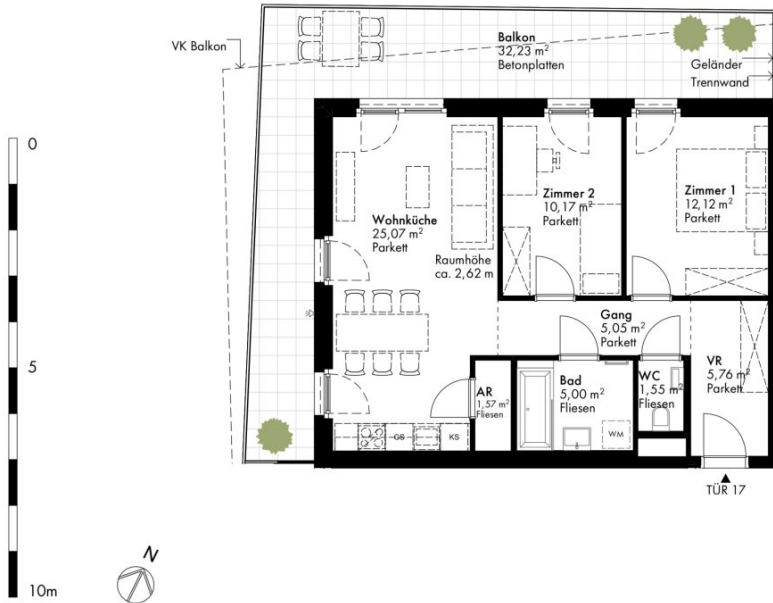 VK Balkon
Balkon
32,23 m²
Betonplatten
Geländer
Trennwand
0
Wohnküche
25,07 m²
Parkett
Raumhöhe
ca. 2,62 m
Zimmer 2
10,17 m²
Parkett
Zimmer 1
12,12 m²
Parkett
Gang
5,05 m²
Parkett
5
VR
5,76 m²
Parkett
AR
1,57 m²
Fliesen
Bad
5,00 m²
Fliesen
WC
1,55 m²
Fliesen
GS
KS
WM
TÜR 17
N
10m